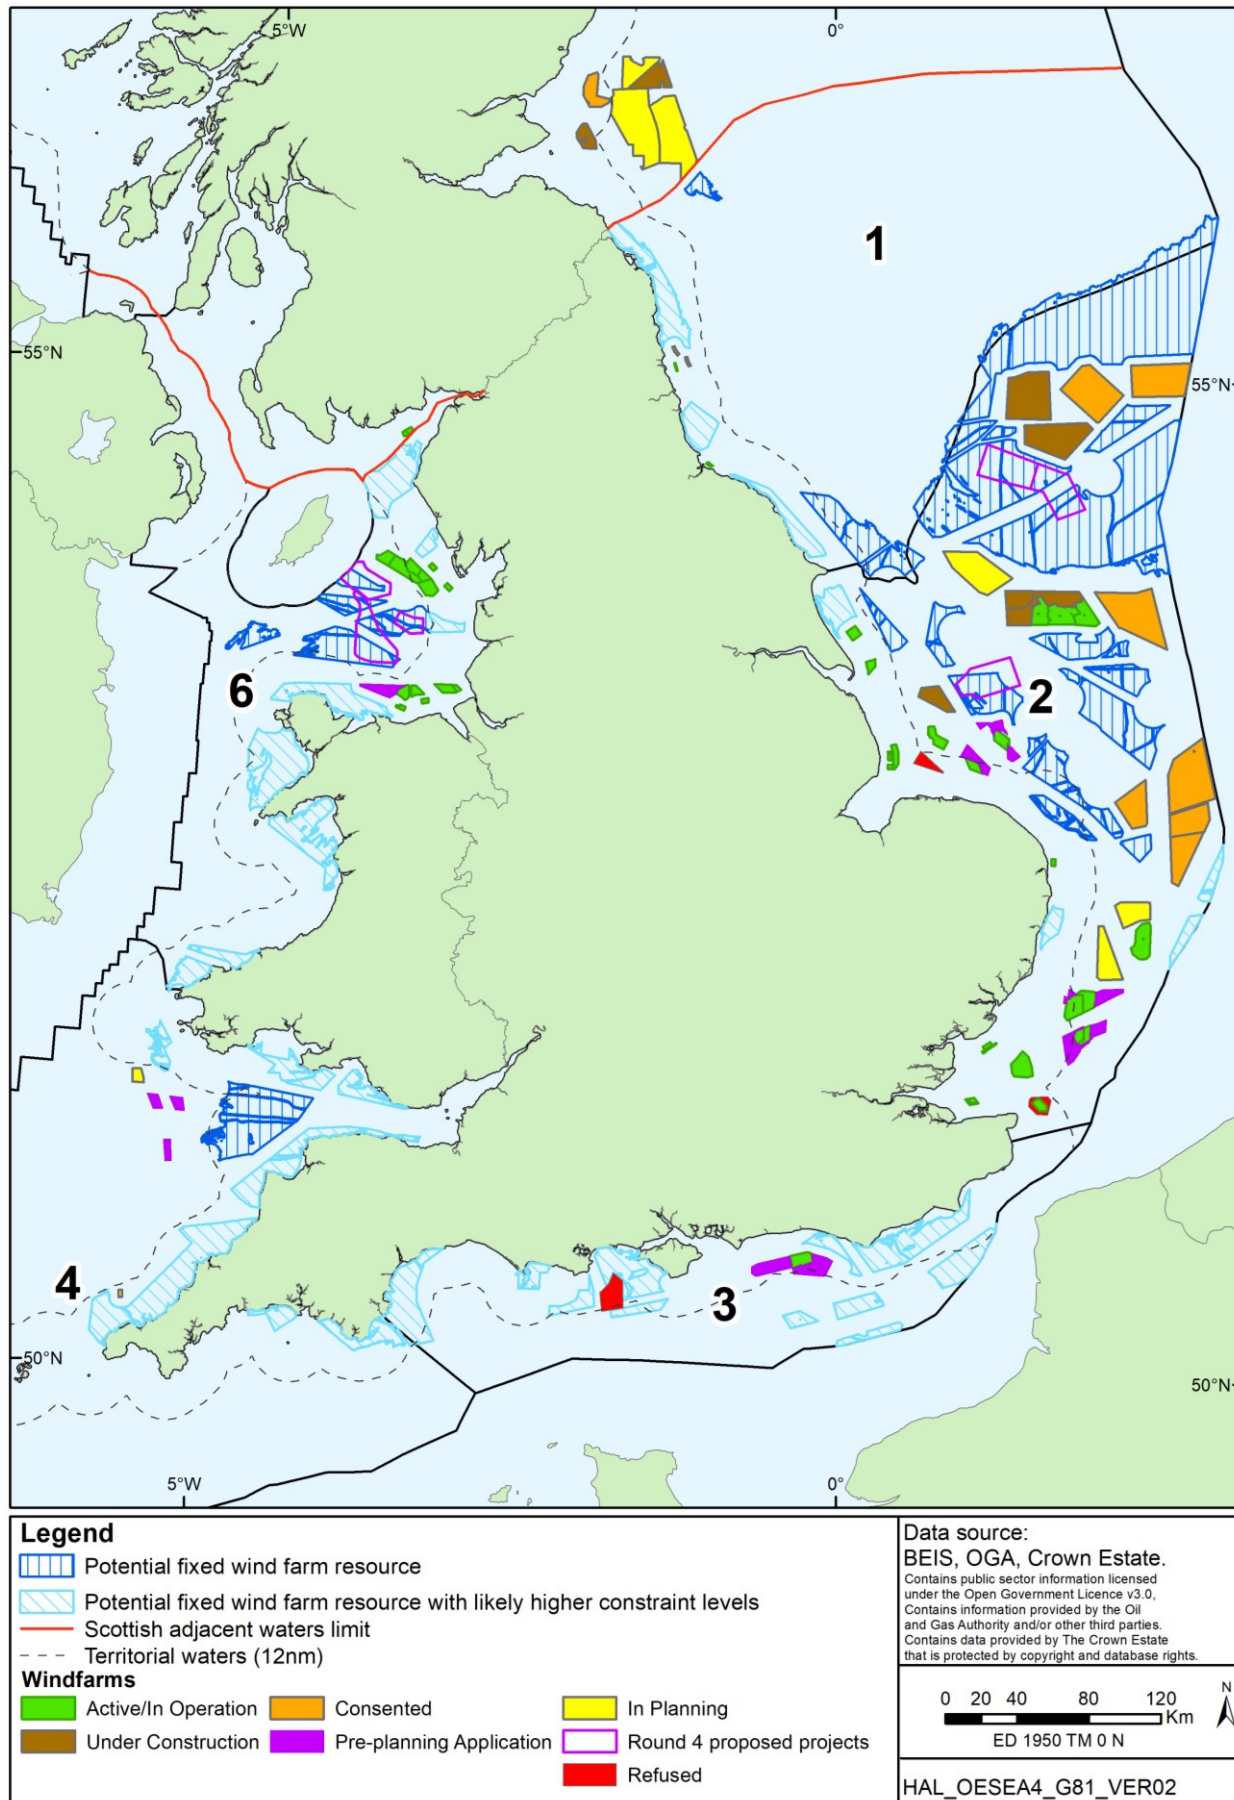 5°W
0°
1
55°N
55°N
6
2
4
3
50°N
50°N
5°W
0°
Legend
Potential fixed wind farm resource
Potential fixed wind farm resource with likely higher constraint levels
Scottish adjacent waters limit
Territorial waters (12nm)
Windfarms
Active/In Operation
Consented
In Planning
Under Construction
Pre-planning Application
Round 4 proposed projects
Refused
Data source:
BEIS, OGA, Crown Estate.
Contains public sector information licensed
under the Open Government Licence v3.0,
Contains information provided by the Oil
and Gas Authority and/or other third parties.
Contains data provided by The Crown Estate
that is protected by copyright and database rights.
0 20 40 80 120
Km
N
ED 1950 TM 0 N
HAL_OESEA4_G81_VER02